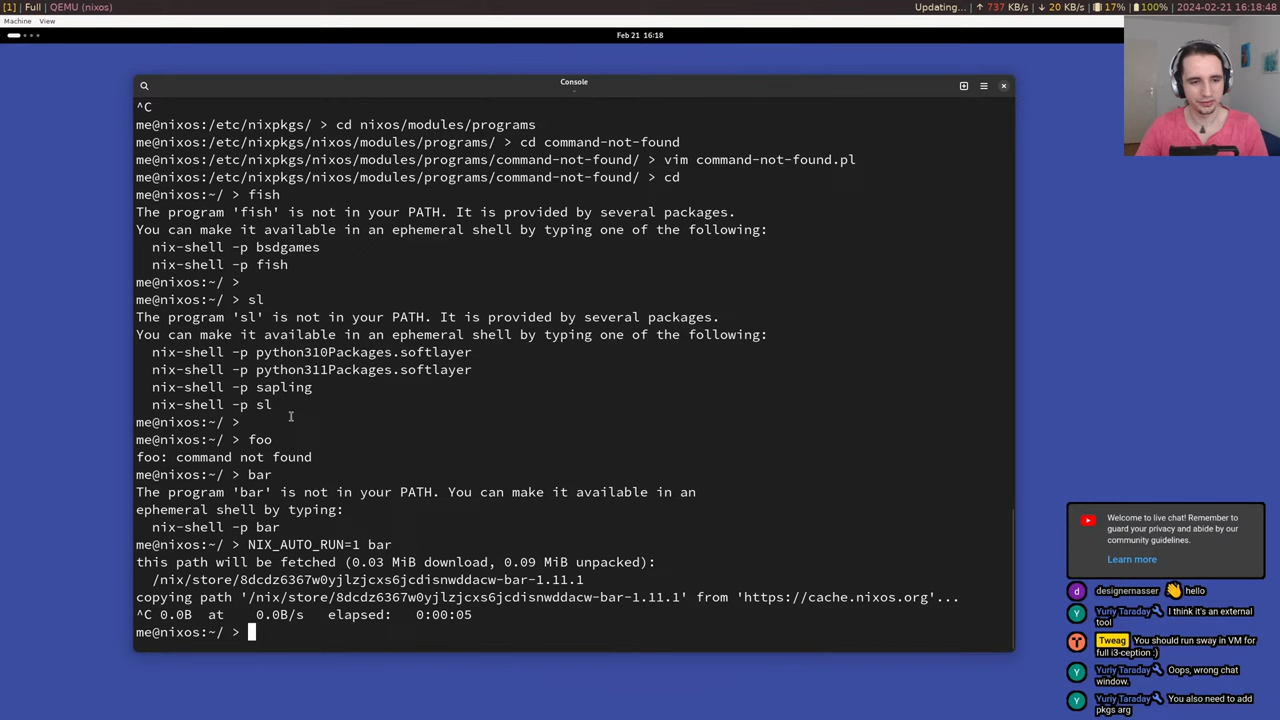 [1] | Full | QEMU (nixos)
Updating... | ↑ 737 KB/s | ↓ 20 KB/s | 17% | 100% | 2024-02-21 16:18:48
Machine View
Feb 21 16:18
Console
^C
me@nixos:/etc/nixpkgs/ > cd nixos/modules/programs
me@nixos:/etc/nixpkgs/nixos/modules/programs/ > cd command-not-found
me@nixos:/etc/nixpkgs/nixos/modules/programs/command-not-found/ > vim command-not-found.pl
me@nixos:/etc/nixpkgs/nixos/modules/programs/command-not-found/ > cd
me@nixos:~/ > fish
The program 'fish' is not in your PATH. It is provided by several packages.
You can make it available in an ephemeral shell by typing one of the following:
  nix-shell -p bsdgames
  nix-shell -p fish
me@nixos:~/ >
me@nixos:~/ > sl
The program 'sl' is not in your PATH. It is provided by several packages.
You can make it available in an ephemeral shell by typing one of the following:
  nix-shell -p python310Packages.softlayer
  nix-shell -p python311Packages.softlayer
  nix-shell -p sapling
  nix-shell -p sl
me@nixos:~/ >
me@nixos:~/ > foo
foo: command not found
me@nixos:~/ > bar
The program 'bar' is not in your PATH. You can make it available in an
ephemeral shell by typing:
  nix-shell -p bar
me@nixos:~/ > NIX_AUTO_RUN=1 bar
this path will be fetched (0.03 MiB download, 0.09 MiB unpacked):
  /nix/store/8dcdz6367w0yjlzjcxs6jcdisnwddacw-bar-1.11.1
copying path '/nix/store/8dcdz6367w0yjlzjcxs6jcdisnwddacw-bar-1.11.1' from 'https://cache.nixos.org'...
^C 0.0B  at    0.0B/s  elapsed:   0:00:05
me@nixos:~/ >
Welcome to live chat! Remember to
guard your privacy and abide by our
community guidelines.
Learn more
d designernasser hello
Y Yuriy Taraday I think it's an external
tool
T Tweag You should run sway in VM for
full i3-ception :)
Y Yuriy Taraday Oops, wrong chat
window.
Y Yuriy Taraday You also need to add
pkgs arg